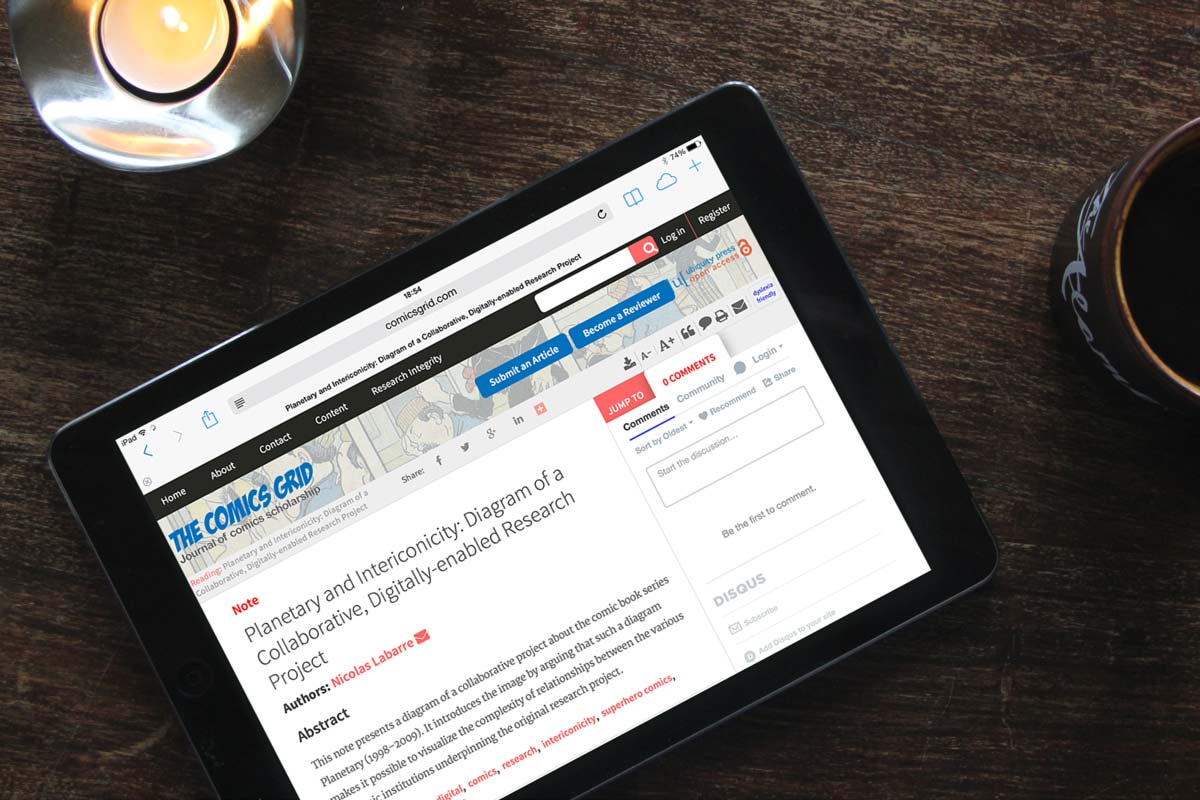 iPad
18:54
74%
comicsgrid.com
Planetary and Intericonicity: Diagram of a Collaborative, Digitally-enabled Research Project
Home
About
Contact
Content
Research Integrity
Log in
Register
THE COMICS GRID
Journal of comics scholarship
Submit an Article
Become a Reviewer
ubiquity press
open access
Reading: Planetary and Intericonicity: Diagram of a
Collaborative, Digitally-enabled Research Project
Share:
A-
A+
dyslexia
friendly
Note
Planetary and Intericonicity: Diagram of a
Collaborative, Digitally-enabled Research
Project
Authors: Nicolas Labarre
Abstract
This note presents a diagram of a collaborative project about the comic book series
Planetary (1998–2009). It introduces the image by arguing that such a diagram
makes it possible to visualize the complexity of relationships between the various
institutions underpinning the original research project.
digital, comics, research, intericonicity, superhero comics,
JUMP TO
0 COMMENTS
Comments
Community
Login
Sort by Oldest
Recommend
Share
Start the discussion...
Be the first to comment.
DISQUS
Subscribe
Add Disqus to your site